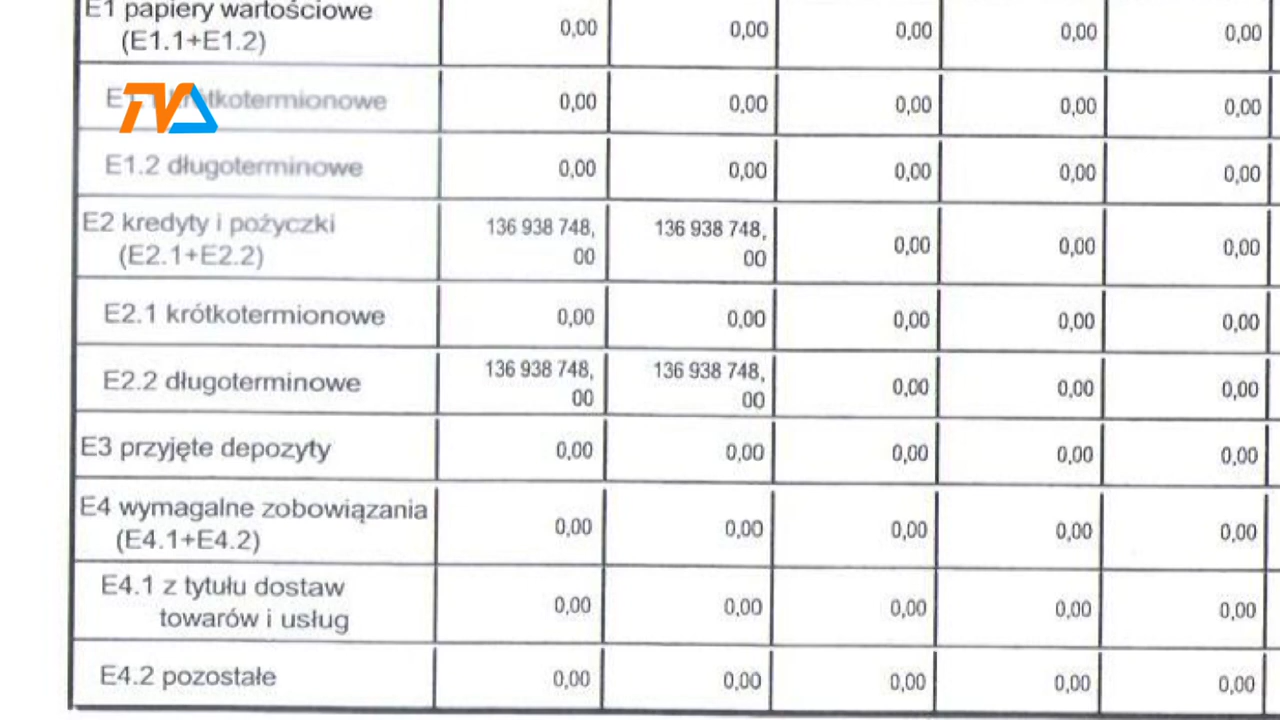 E1 papiery wartościowe
(E1.1+E1.2)
0,00 0,00 0,00 0,00 0,00
TVA
krótkotermionowe
0,00 0,00 0,00 0,00 0,00
E1.2 długoterminowe
0,00 0,00 0,00 0,00 0,00
E2 kredyty i pożyczki
(E2.1+E2.2)
136 938 748, 136 938 748,
00 00 0,00 0,00 0,00
E2.1 krótkotermionowe
0,00 0,00 0,00 0,00 0,00
E2.2 długoterminowe
136 938 748, 136 938 748,
00 00 0,00 0,00 0,00
E3 przyjęte depozyty
0,00 0,00 0,00 0,00 0,00
E4 wymagalne zobowiązania
(E4.1+E4.2)
0,00 0,00 0,00 0,00 0,00
E4.1 z tytułu dostaw
towarów i usług
0,00 0,00 0,00 0,00 0,00
E4.2 pozostałe
0,00 0,00 0,00 0,00 0,00